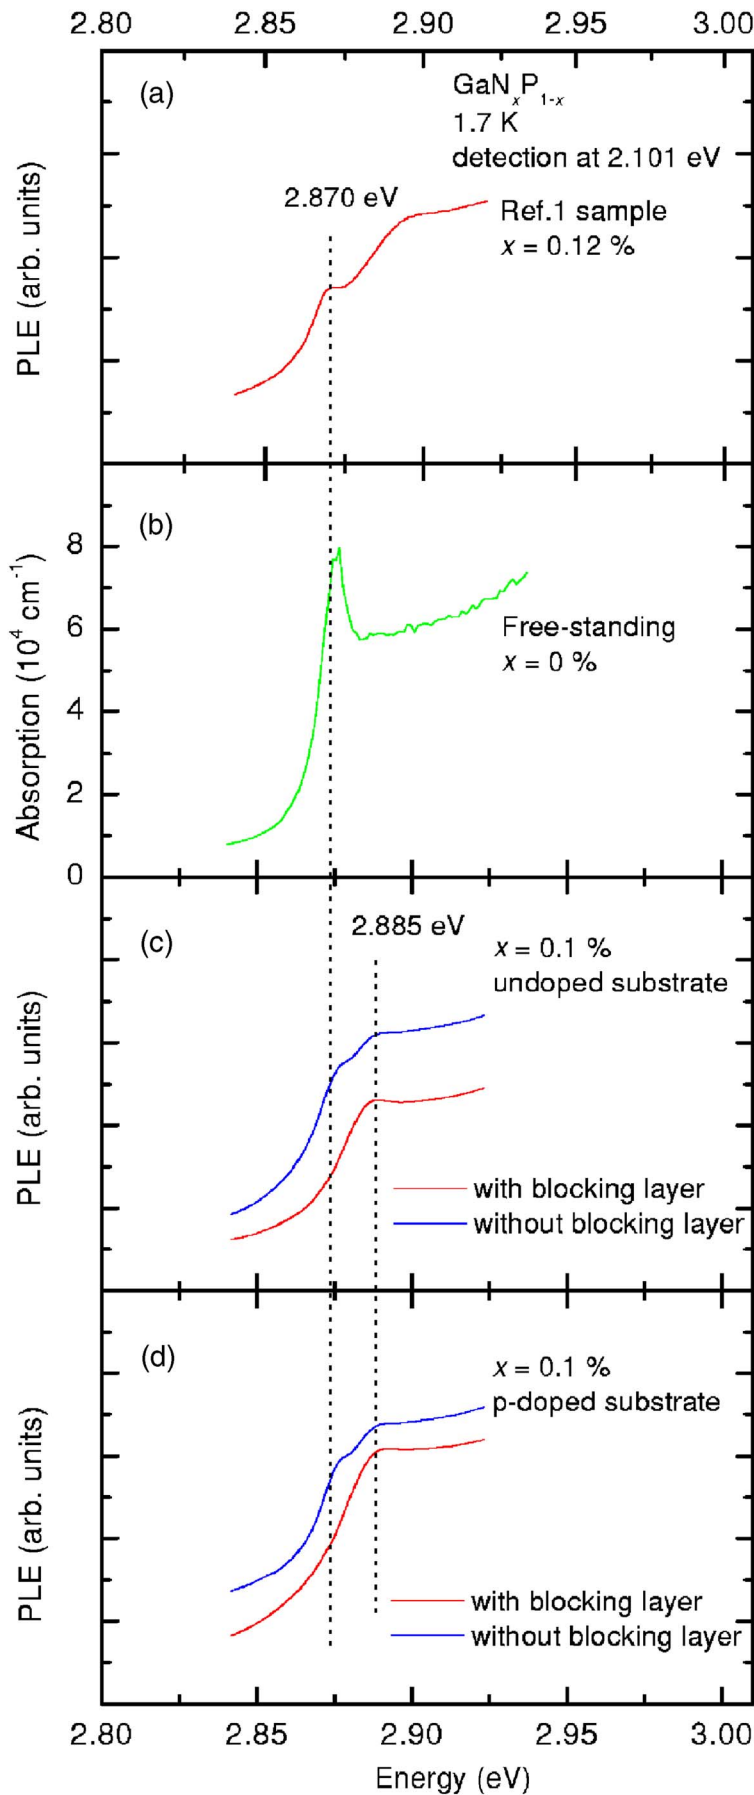 2.80 2.85 2.90 2.95 3.00
(a)
GaNₓP₁₋ₓ
1.7 K
detection at 2.101 eV
2.870 eV
Ref.1 sample
x = 0.12 %
PLE (arb. units)
(b)
8
6
4
2
0
Absorption (10⁴ cm⁻¹)
Free-standing
x = 0 %
(c)
2.885 eV
x = 0.1 %
undoped substrate
PLE (arb. units)
with blocking layer
without blocking layer
(d)
x = 0.1 %
p-doped substrate
PLE (arb. units)
with blocking layer
without blocking layer
2.80 2.85 2.90 2.95 3.00
Energy (eV)